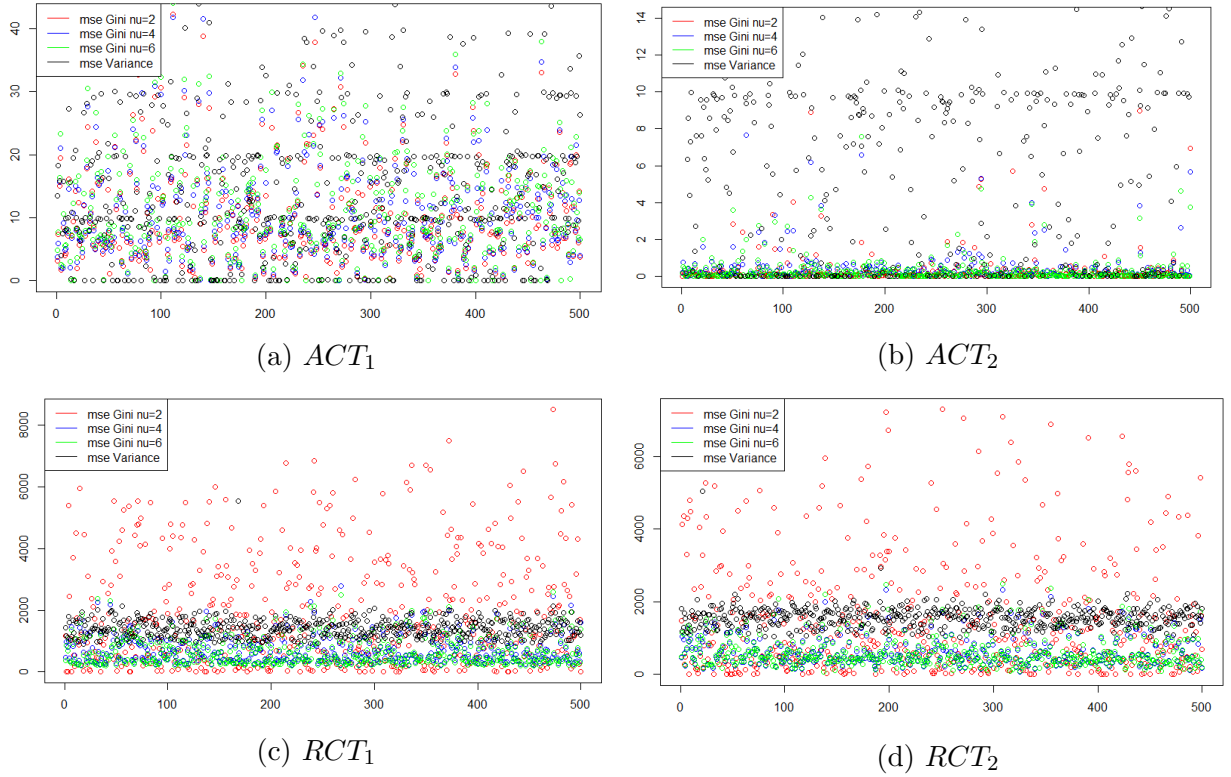 mse Gini nu=2
mse Gini nu=4
mse Gini nu=6
mse Variance
0 10 20 30 40
0 100 200 300 400 500
(a) ACT₁
mse Gini nu=2
mse Gini nu=4
mse Gini nu=6
mse Variance
0 2 4 6 8 10 12 14
0 100 200 300 400 500
(b) ACT₂
mse Gini nu=2
mse Gini nu=4
mse Gini nu=6
mse Variance
0 2000 4000 6000 8000
0 100 200 300 400 500
(c) RCT₁
mse Gini nu=2
mse Gini nu=4
mse Gini nu=6
mse Variance
0 2000 4000 6000
0 100 200 300 400 500
(d) RCT₂